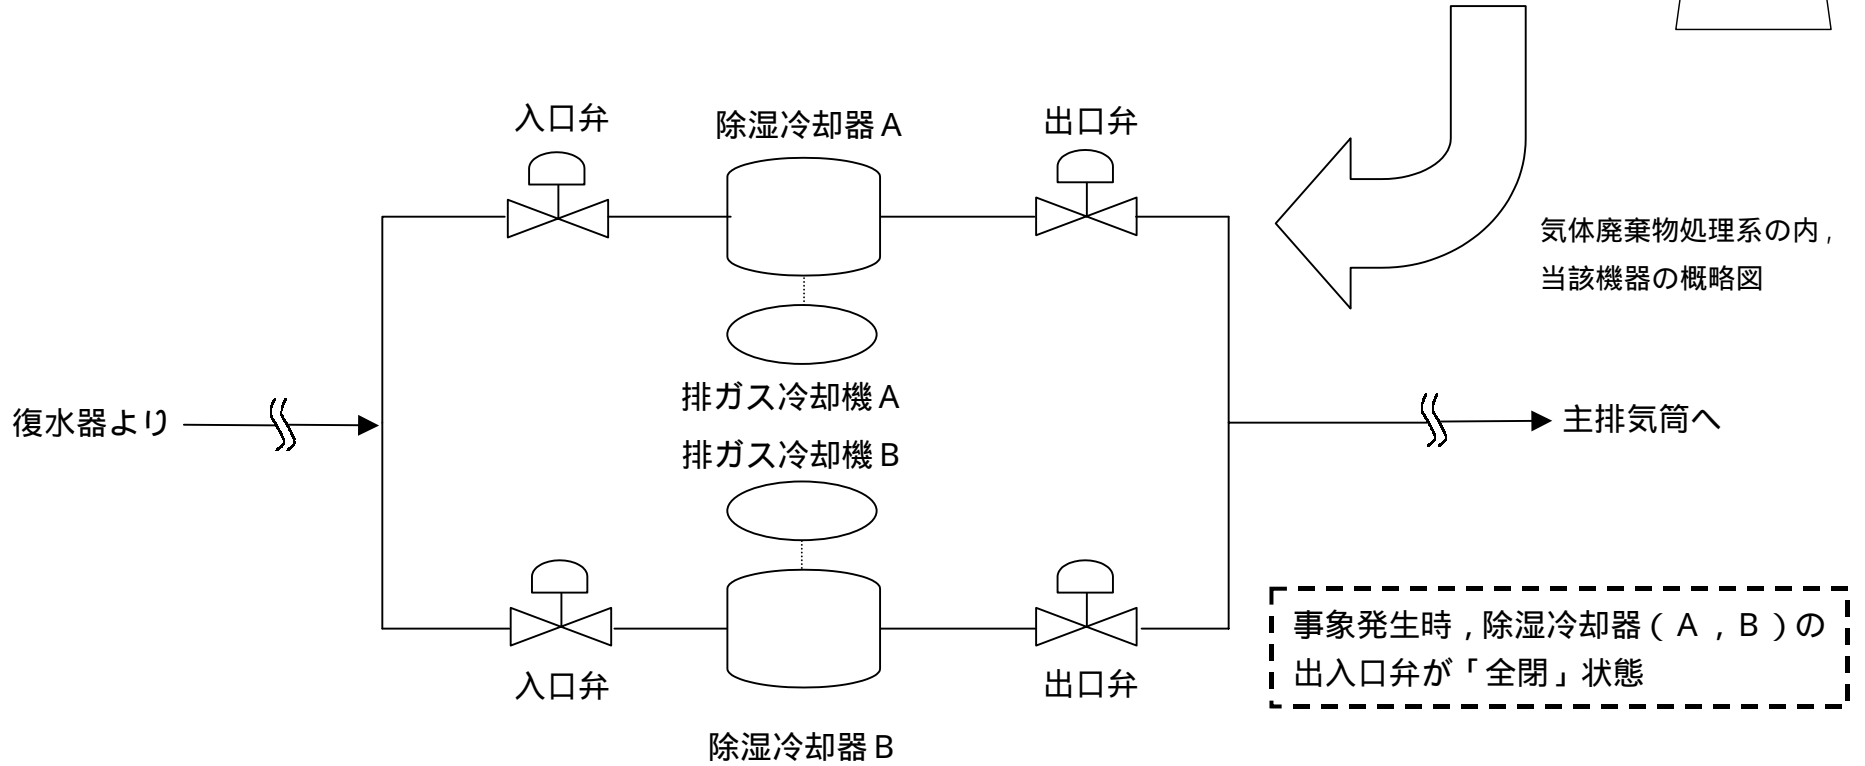 入口弁
除湿冷却器A
出口弁
気体廃棄物処理系の内,
当該機器の概略図
排ガス冷却機A
復水器より
主排気筒へ
排ガス冷却機B
事象発生時,除湿冷却器(A,B)の
出入口弁が「全閉」状態
入口弁
出口弁
除湿冷却器B